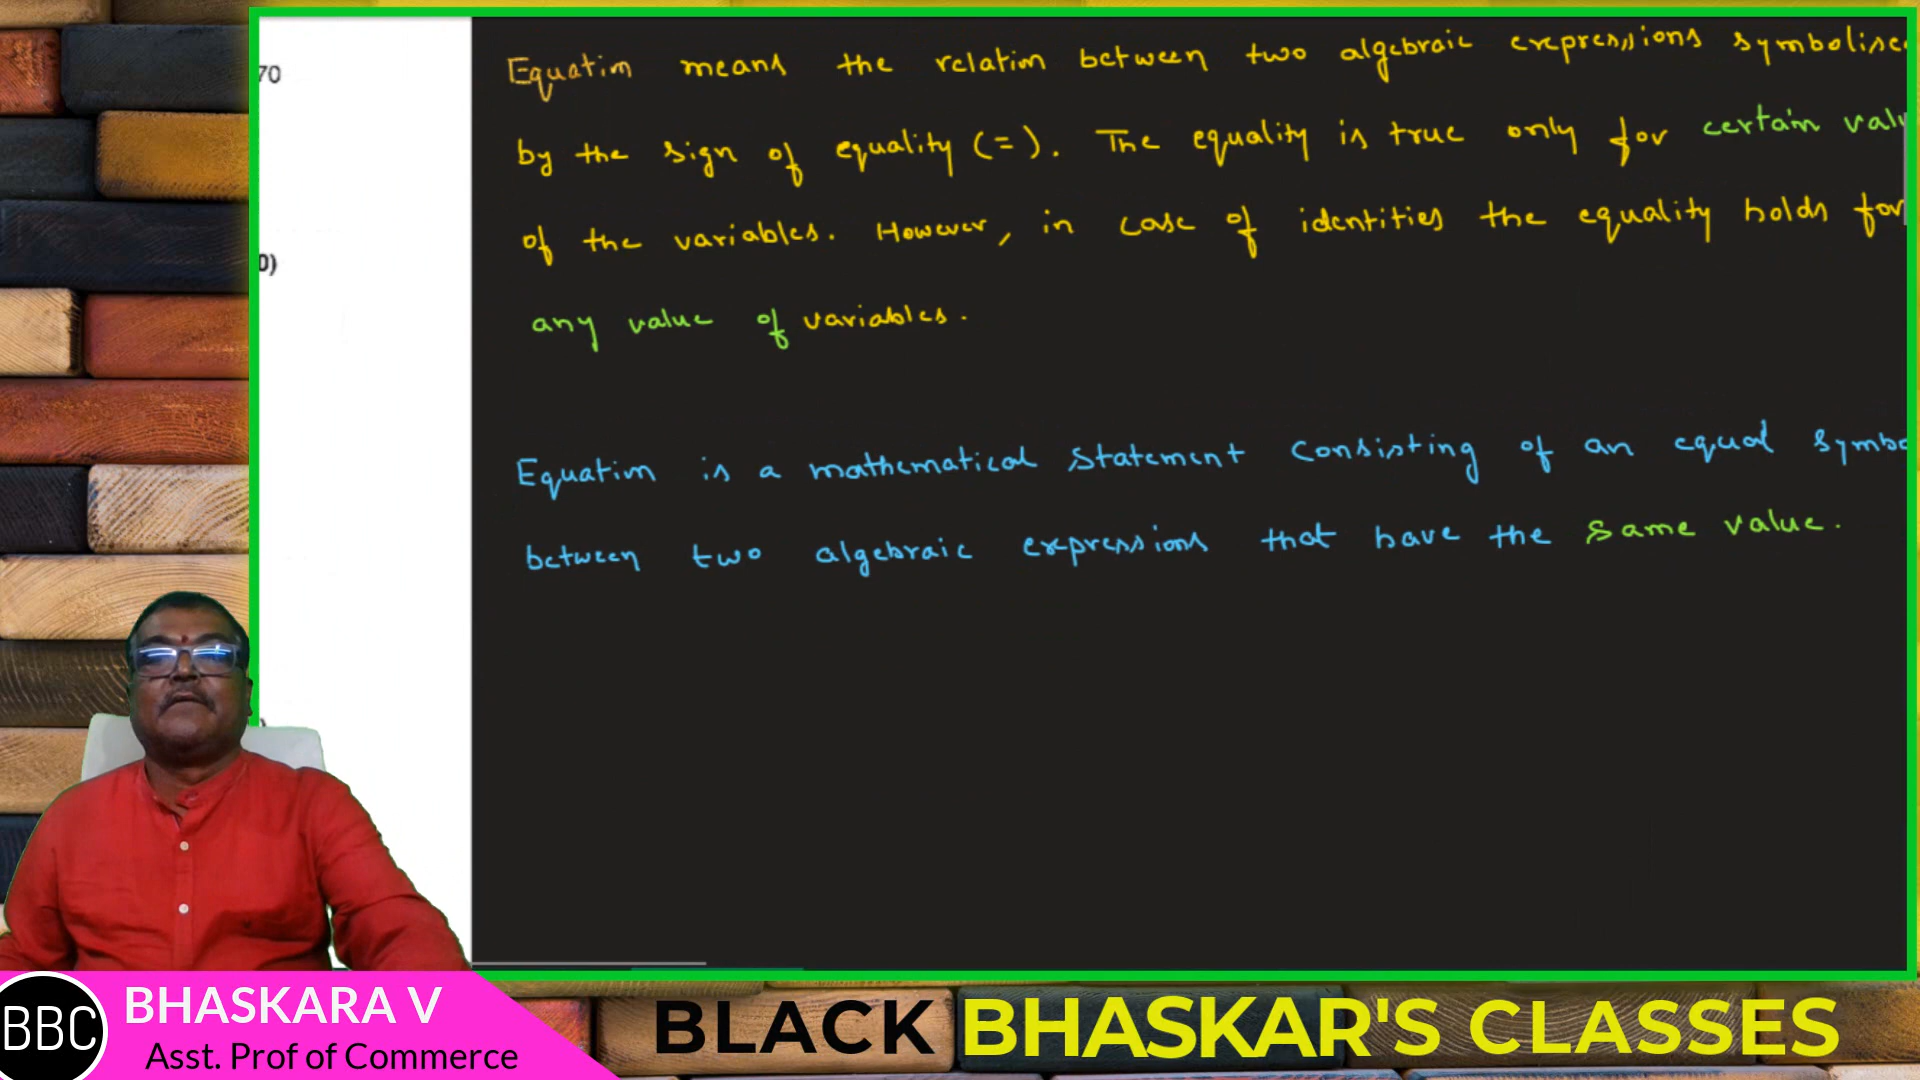 70
0)
Equation means the relation between two algebraic expressions symbolise
by the sign of equality (=). The equality is true only for certain valu
of the variables. However, in case of identities the equality holds for
any value of variables.
Equation is a mathematical statement consisting of an equal symbo
between two algebraic expressions that have the same value.
BBC
BHASKARA V
Asst. Prof of Commerce
BLACK BHASKAR'S CLASSES